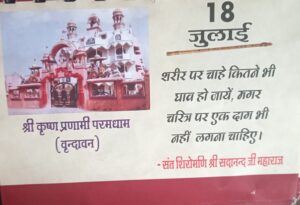 18
जुलाई
शरीर पर चाहे कितने भी
घाव हो जायें, मगर
चरित्र पर एक दाग भी
नहीं लगना चाहिए।
- संत शिरोमणि श्री सदानन्द जी महाराज
श्री कृष्ण प्रणामी परमधाम
(वृन्दावन)